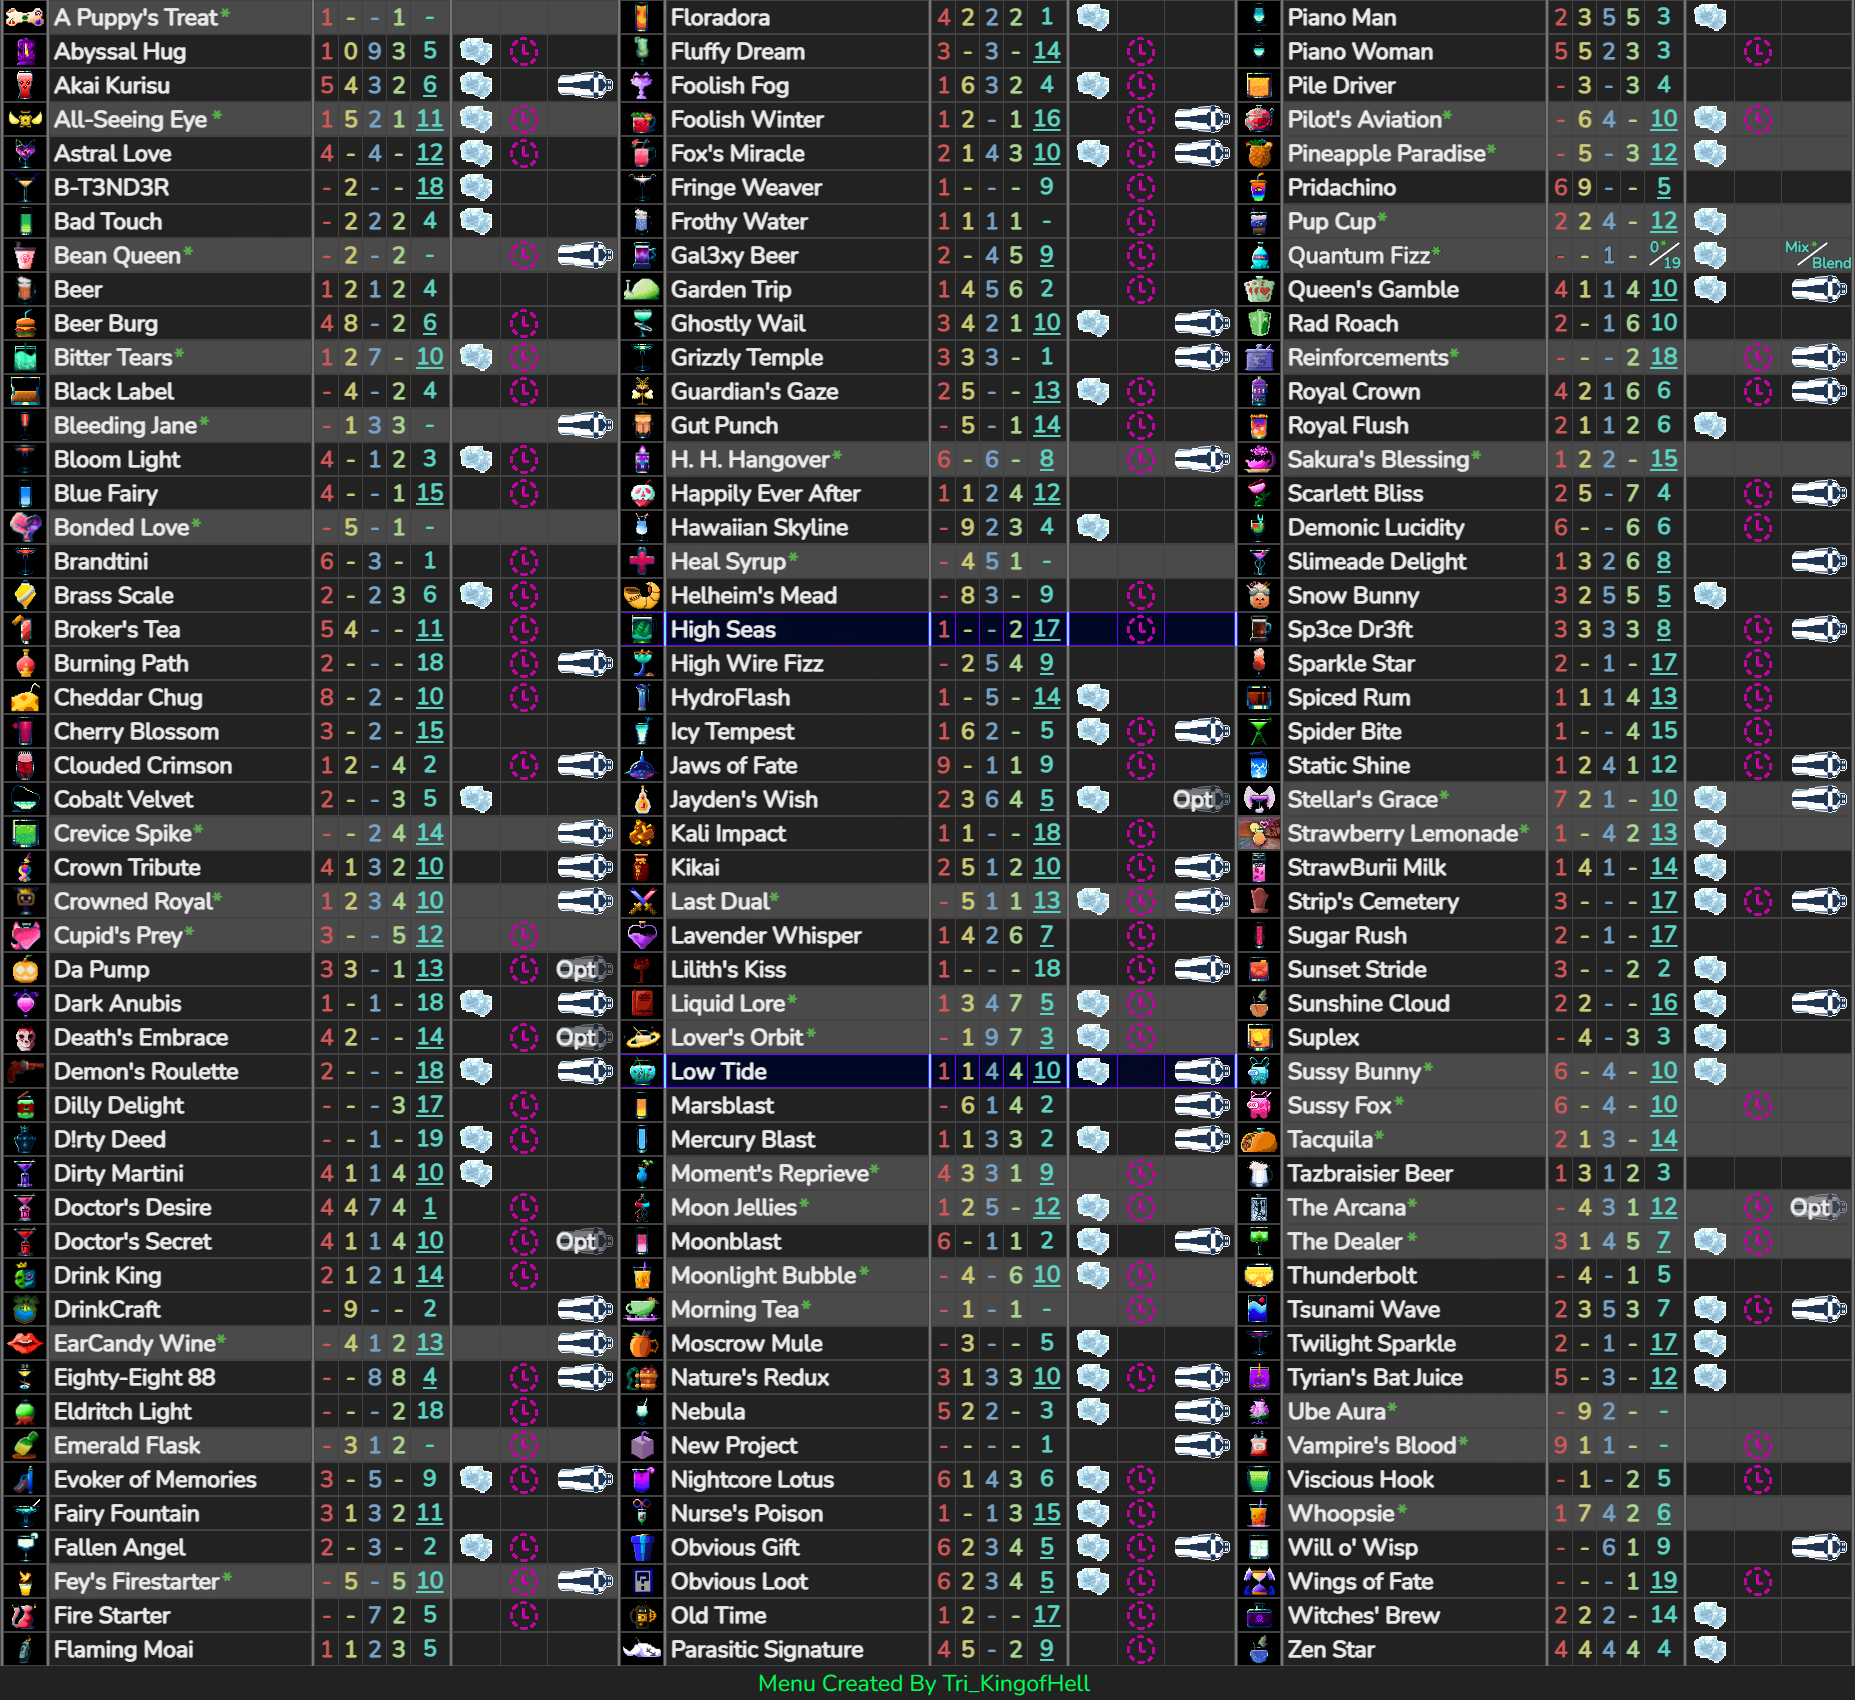 A Puppy's Treat* 1 - - 1 -
Abyssal Hug 1 0 9 3 5
Akai Kurisu 5 4 3 2 6
All-Seeing Eye* 1 5 2 1 11
Astral Love 4 - 4 - 12
B-T3ND3R - 2 - - 18
Bad Touch - 2 2 2 4
Bean Queen* - 2 - 2 -
Beer 1 2 1 2 4
Beer Burg 4 8 - 2 6
Bitter Tears* 1 2 7 - 10
Black Label - 4 - 2 4
Bleeding Jane* - 1 3 3 -
Bloom Light 4 - 1 2 3
Blue Fairy 4 - - 1 15
Bonded Love* - 5 - 1 -
Brandtini 6 - 3 - 1
Brass Scale 2 - 2 3 6
Broker's Tea 5 4 - - 11
Burning Path 2 - - - 18
Cheddar Chug 8 - 2 - 10
Cherry Blossom 3 - 2 - 15
Clouded Crimson 1 2 - 4 2
Cobalt Velvet 2 - - 3 5
Crevice Spike* - - 2 4 14
Crown Tribute 4 1 3 2 10
Crowned Royal* 1 2 3 4 10
Cupid's Prey* 3 - - 5 12
Da Pump 3 3 - 1 13 Opt
Dark Anubis 1 - 1 - 18
Death's Embrace 4 2 - - 14 Opt
Demon's Roulette 2 - - - 18
Dilly Delight - - - 3 17
D!rty Deed - - 1 - 19
Dirty Martini 4 1 1 4 10
Doctor's Desire 4 4 7 4 1
Doctor's Secret 4 1 1 4 10 Opt
Drink King 2 1 2 1 14
DrinkCraft - 9 - - 2
EarCandy Wine* - 4 1 2 13
Eighty-Eight 88 - - 8 8 4
Eldritch Light - - - 2 18
Emerald Flask - 3 1 2 -
Evoker of Memories 3 - 5 - 9
Fairy Fountain 3 1 3 2 11
Fallen Angel 2 - 3 - 2
Fey's Firestarter* - 5 - 5 10
Fire Starter - - 7 2 5
Flaming Moai 1 1 2 3 5
Floradora 4 2 2 2 1
Fluffy Dream 3 - 3 - 14
Foolish Fog 1 6 3 2 4
Foolish Winter 1 2 - 1 16
Fox's Miracle 2 1 4 3 10
Fringe Weaver 1 - - - 9
Frothy Water 1 1 1 1 -
Gal3xy Beer 2 - 4 5 9
Garden Trip 1 4 5 6 2
Ghostly Wail 3 4 2 1 10
Grizzly Temple 3 3 3 - 1
Guardian's Gaze 2 5 - - 13
Gut Punch - 5 - 1 14
H. H. Hangover* 6 - 6 - 8
Happily Ever After 1 1 2 4 12
Hawaiian Skyline - 9 2 3 4
Heal Syrup* - 4 5 1 -
Helheim's Mead - 8 3 - 9
High Seas 1 - - 2 17
High Wire Fizz - 2 5 4 9
HydroFlash 1 - 5 - 14
Icy Tempest 1 6 2 - 5
Jaws of Fate 9 - 1 1 9
Jayden's Wish 2 3 6 4 5 Opt
Kali Impact 1 1 - - 18
Kikai 2 5 1 2 10
Last Dual* - 5 1 1 13
Lavender Whisper 1 4 2 6 7
Lilith's Kiss 1 - - - 18
Liquid Lore* 1 3 4 7 5
Lover's Orbit* - 1 9 7 3
Low Tide 1 1 4 4 10
Marsblast - 6 1 4 2
Mercury Blast 1 1 3 3 2
Moment's Reprieve* 4 3 3 1 9
Moon Jellies* 1 2 5 - 12
Moonblast 6 - 1 1 2
Moonlight Bubble* - 4 - 6 10
Morning Tea* - 1 - 1 -
Moscrow Mule - 3 - - 5
Nature's Redux 3 1 3 3 10
Nebula 5 2 2 - 3
New Project - - - - 1
Nightcore Lotus 6 1 4 3 6
Nurse's Poison 1 - 1 3 15
Obvious Gift 6 2 3 4 5
Obvious Loot 6 2 3 4 5
Old Time 1 2 - - 17
Parasitic Signature 4 5 - 2 9
Piano Man 2 3 5 5 3
Piano Woman 5 5 2 3 3
Pile Driver - 3 - 3 4
Pilot's Aviation* - 6 4 - 10
Pineapple Paradise* - 5 - 3 12
Pridachino 6 9 - - 5
Pup Cup* 2 2 4 - 12
Quantum Fizz* - - 1 - 0*/19 Mix*/Blend
Queen's Gamble 4 1 1 4 10
Rad Roach 2 - 1 6 10
Reinforcements* - - - 2 18
Royal Crown 4 2 1 6 6
Royal Flush 2 1 1 2 6
Sakura's Blessing* 1 2 2 - 15
Scarlett Bliss 2 5 - 7 4
Demonic Lucidity 6 - - 6 6
Slimeade Delight 1 3 2 6 8
Snow Bunny 3 2 5 5 5
Sp3ce Dr3ft 3 3 3 3 8
Sparkle Star 2 - 1 - 17
Spiced Rum 1 1 1 4 13
Spider Bite 1 - - 4 15
Static Shine 1 2 4 1 12
Stellar's Grace* 7 2 1 - 10
Strawberry Lemonade* 1 - 4 2 13
StrawBurii Milk 1 4 1 - 14
Strip's Cemetery 3 - - - 17
Sugar Rush 2 - 1 - 17
Sunset Stride 3 - - 2 2
Sunshine Cloud 2 2 - - 16
Suplex - 4 - 3 3
Sussy Bunny* 6 - 4 - 10
Sussy Fox* 6 - 4 - 10
Tacquila* 2 1 3 - 14
Tazbraisier Beer 1 3 1 2 3
The Arcana* - 4 3 1 12 Opt
The Dealer* 3 1 4 5 7
Thunderbolt - 4 - 1 5
Tsunami Wave 2 3 5 3 7
Twilight Sparkle 2 - 1 - 17
Tyrian's Bat Juice 5 - 3 - 12
Ube Aura* - 9 2 - -
Vampire's Blood* 9 1 1 - -
Viscious Hook - 1 - 2 5
Whoopsie* 1 7 4 2 6
Will o' Wisp - - 6 1 9
Wings of Fate - - - 1 19
Witches' Brew 2 2 2 - 14
Zen Star 4 4 4 4 4
Menu Created By Tri_KingofHell